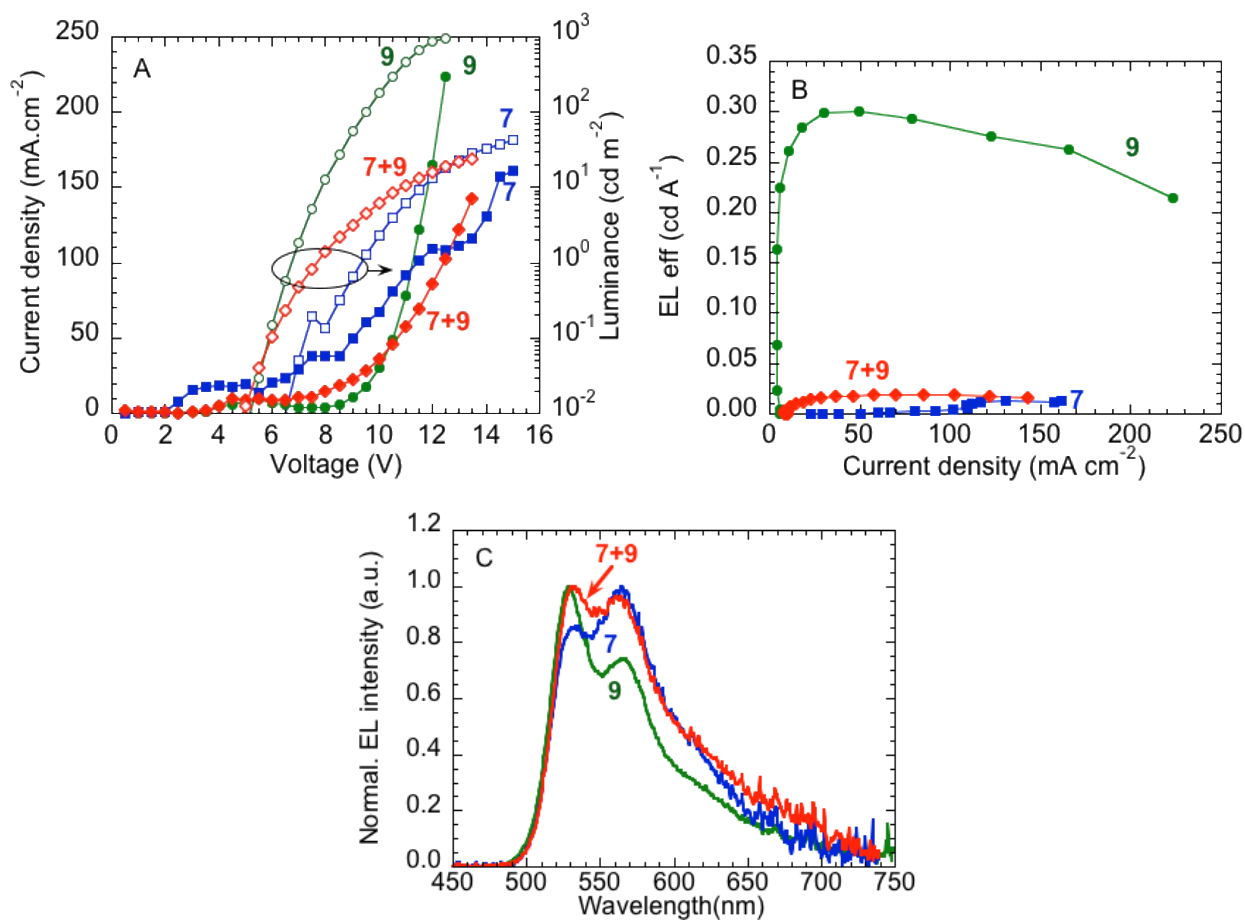 A
Current density (mA.cm-2)
250
200
150
100
50
0
0 2 4 6 8 10 12 14 16
Voltage (V)
10^3
10^2
10^1
10^0
10^-1
10^-2
Luminance (cd m^-2)
9
9
7
7+9
7
7+9
B
EL eff (cd A^-1)
0.30
0.25
0.20
0.15
0.10
0.05
0.00
0 50 100 150 200 250
Current density (mA cm^-2)
9
7+9
7
C
Normal. EL intensity (a.u.)
1.2
1.0
0.8
0.6
0.4
0.2
0.0
450 500 550 600 650 700 750
Wavelength(nm)
7+9
7
9